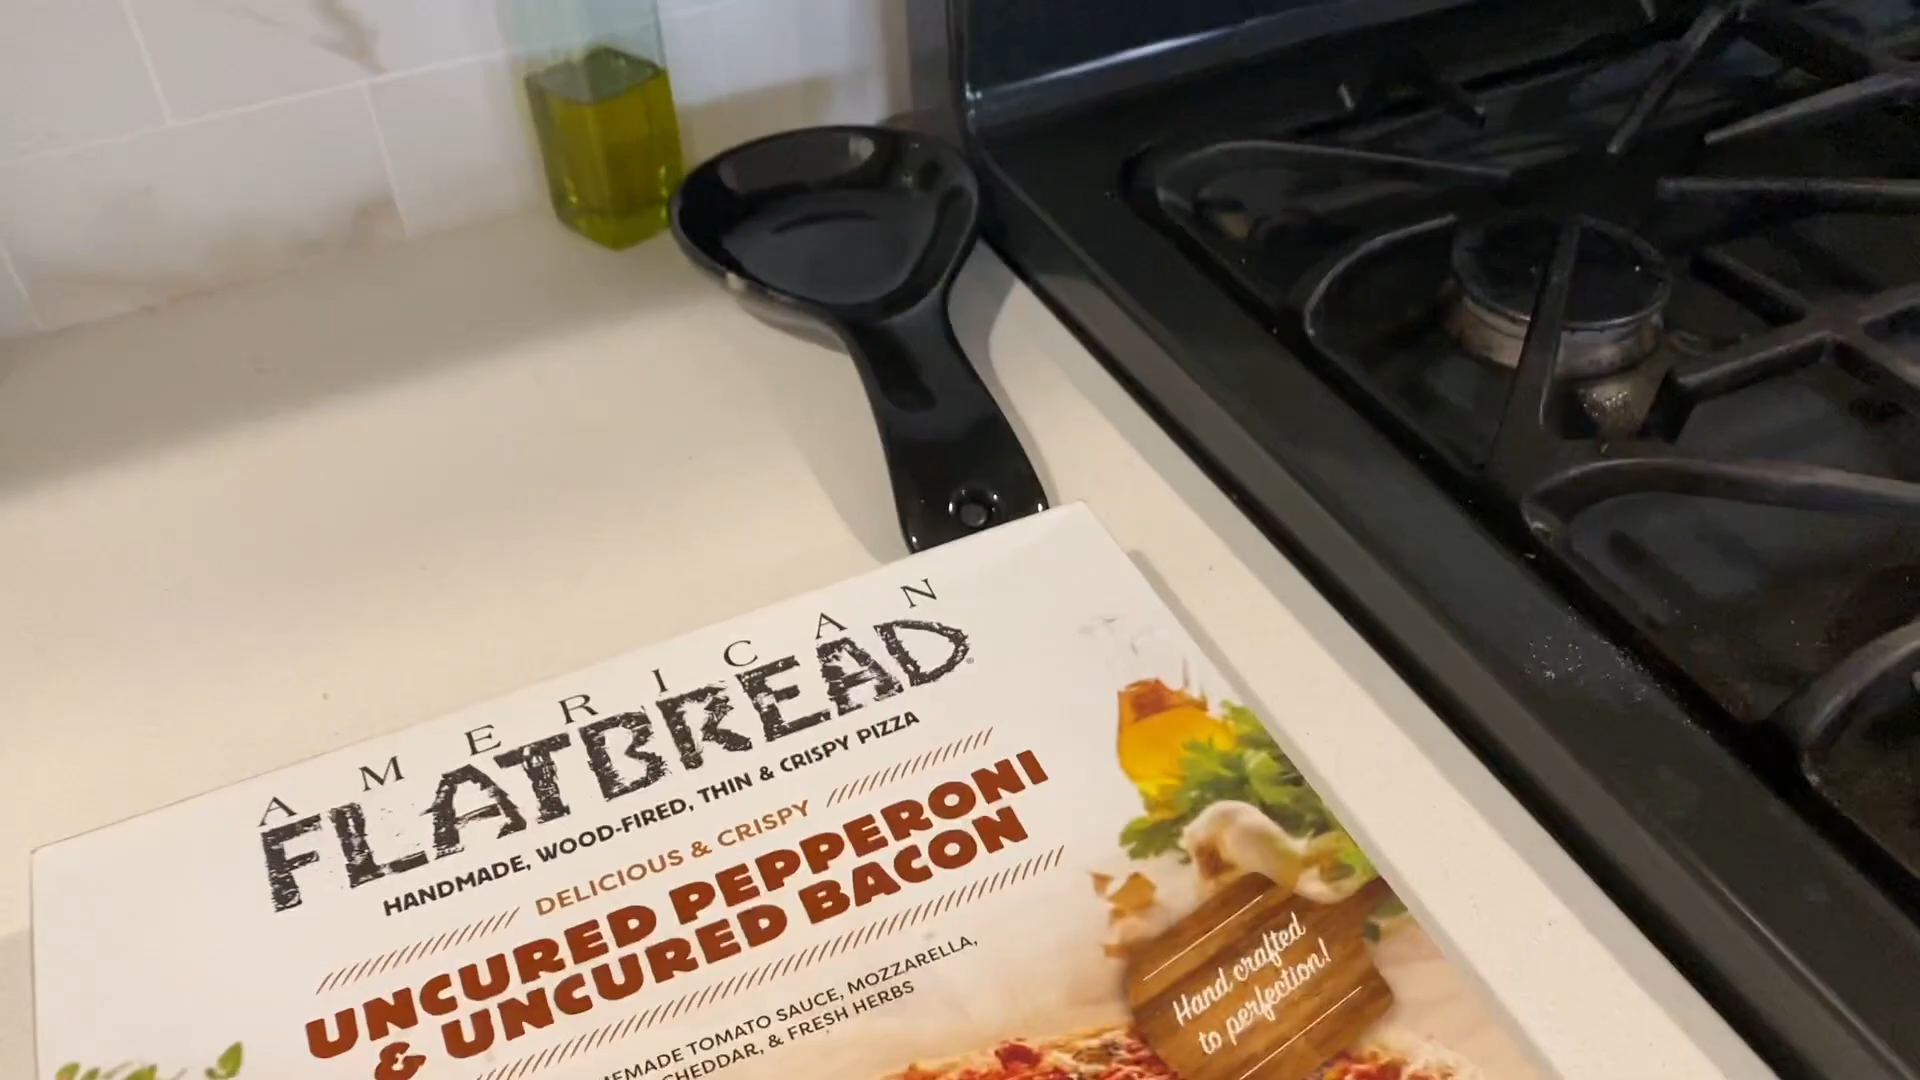 AMERICAN
FLATBREAD®
HANDMADE, WOOD-FIRED, THIN & CRISPY PIZZA
DELICIOUS & CRISPY
UNCURED PEPPERONI
& UNCURED BACON
TOMATO SAUCE, MOZZARELLA,
CHEDDAR, & FRESH HERBS
Hand crafted
to perfection!